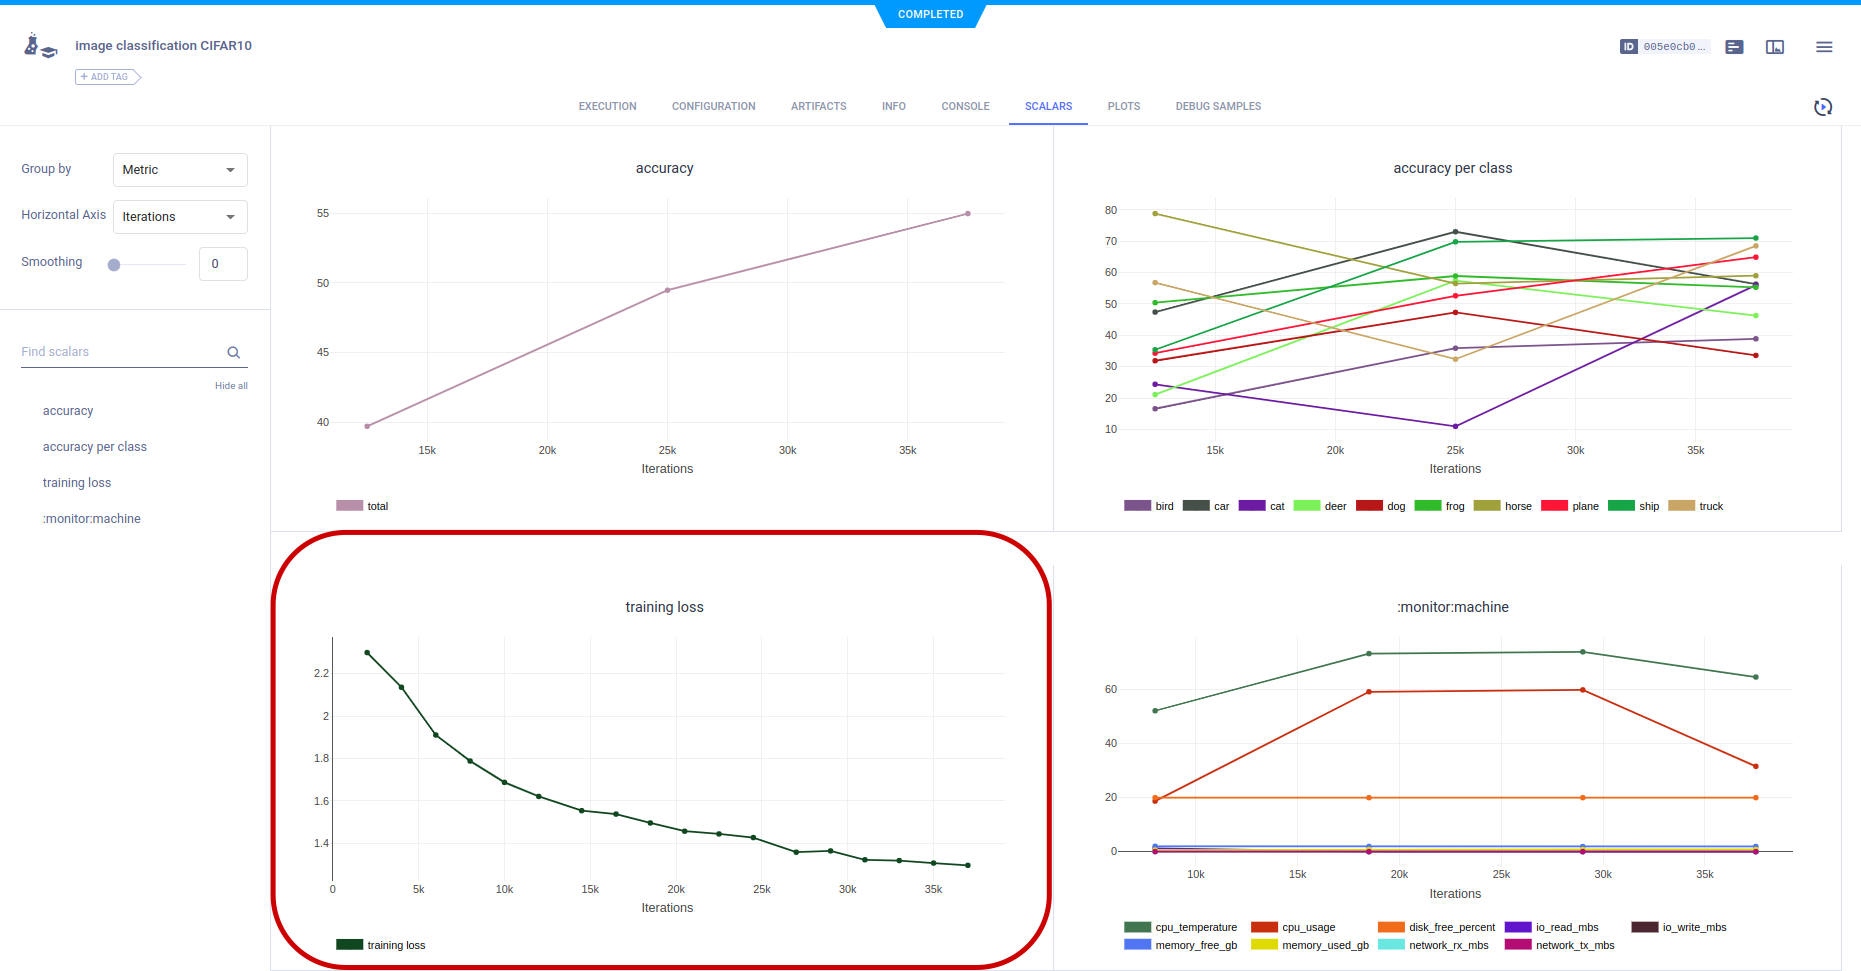 COMPLETED
image classification CIFAR10
ID 005e0cb0 ...
+ ADD TAG
EXECUTION CONFIGURATION ARTIFACTS INFO CONSOLE SCALARS PLOTS DEBUG SAMPLES
Group by Metric
Horizontal Axis Iterations
Smoothing 0
Find scalars
Hide all
accuracy
accuracy per class
training loss
:monitor:machine
accuracy
55
50
45
40
15k 20k 25k 30k 35k
Iterations
total
accuracy per class
80
70
60
50
40
30
20
10
15k 20k 25k 30k 35k
Iterations
bird car cat deer dog frog horse plane ship truck
training loss
2.2
2
1.8
1.6
1.4
0 5k 10k 15k 20k 25k 30k 35k
Iterations
training loss
:monitor:machine
60
40
20
0
10k 15k 20k 25k 30k 35k
Iterations
cpu_temperature cpu_usage disk_free_percent io_read_mbs io_write_mbs
memory_free_gb memory_used_gb network_rx_mbs network_tx_mbs